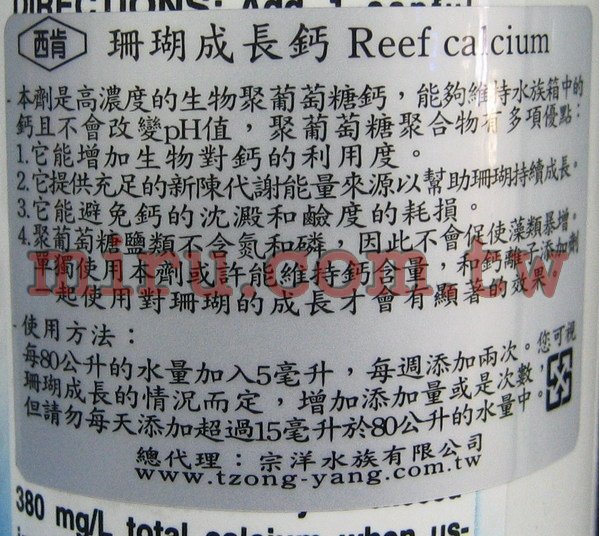 DIRECTIONS: Add 1 capful
西肯 珊瑚成長鈣 Reef calcium
本劑是高濃度的生物聚葡萄糖鈣，能夠維持水族箱中的
鈣且不會改變pH值，聚葡萄糖聚合物有多項優點：
1.它能增加生物對鈣的利用度。
2.它提供充足的新陳代謝能量來源以幫助珊瑚持續成長。
3.它能避免鈣的沈澱和鹼度的耗損。
4.聚葡萄糖鹽類不含氮和磷，因此不會促使藻類暴增。
單獨使用本劑或許能維持鈣含量，和鈣離子添加劑
一起使用對珊瑚的成長才會有顯著的效果
miru.com.tw
使用方法：
每80公升的水量加入5毫升，每週添加兩次。您可視
珊瑚成長的情況而定，增加添加量或是次數，
但請勿每天添加超過15毫升於80公升的水量中。
總代理：宗洋水族有限公司
www.tzong-yang.com.tw
380 mg/L total calcium when us-